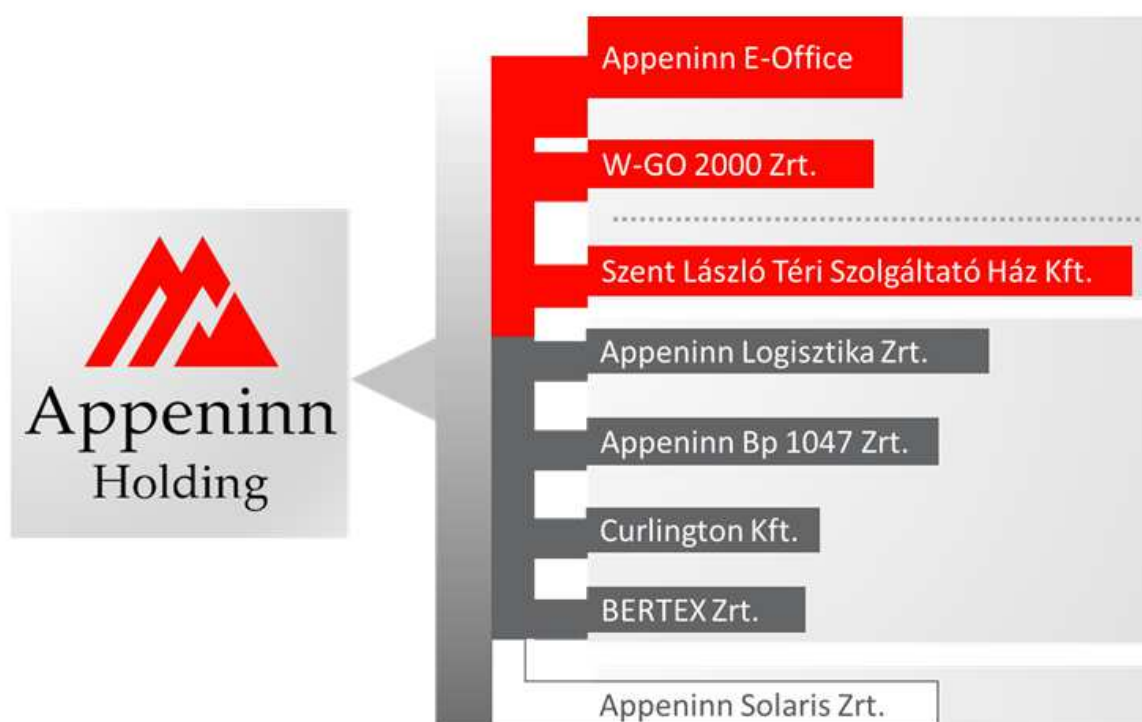 Appeninn
Holding
Appeninn E-Office
W-GO 2000 Zrt.
Szent László Téri Szolgáltató Ház Kft.
Appeninn Logisztika Zrt.
Appeninn Bp 1047 Zrt.
Curlington Kft.
BERTEX Zrt.
Appeninn Solaris Zrt.